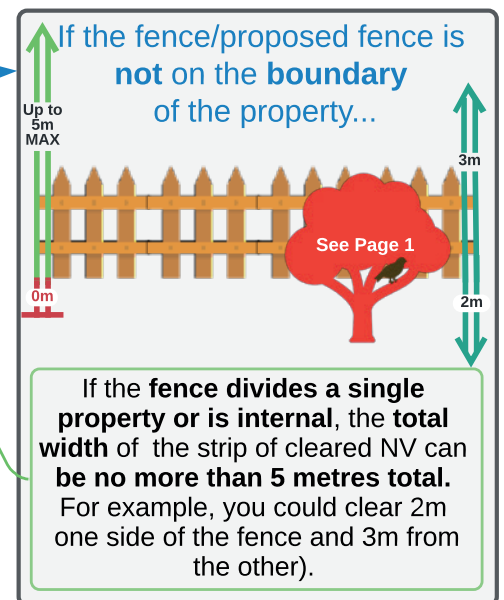 If the fence/proposed fence is
not on the boundary
of the property...
Up to
5m
MAX
3m
See Page 1
0m
2m
If the fence divides a single
property or is internal, the total
width of the strip of cleared NV can
be no more than 5 metres total.
For example, you could clear 2m
one side of the fence and 3m from
the other).